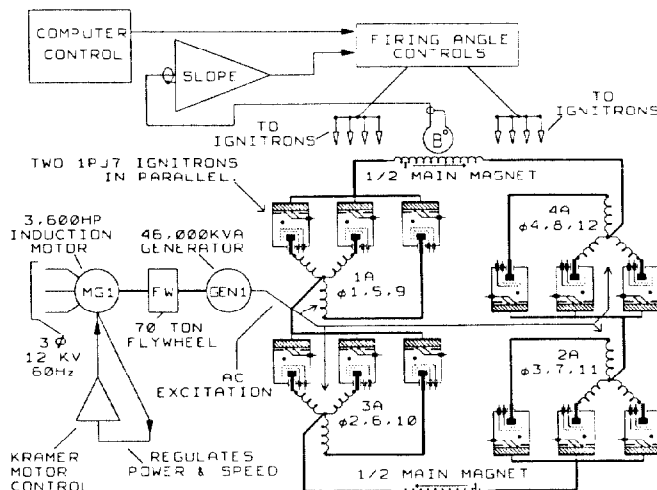 COMPUTER
CONTROL
FIRING ANGLE
CONTROLS
SLOPE
TO
IGNITRONS
B
TO
IGNITRONS
TWO 1PJ7 IGNITRONS
IN PARALLEL.
1/2 MAIN MAGNET
3,600HP
INDUCTION
MOTOR
46,000KVA
GENERATOR
4A
ϕ4,8,12
1A
ϕ1,5,9
MG1
FW
GEN1
3Ø
12 KV
60Hz
70 TON
FLYWHEEL
AC
EXCITATION
2A
ϕ3,7,11
3A
ϕ2,6,10
KRAMER
MOTOR
CONTROL
REGULATES
POWER & SPEED
1/2 MAIN MAGNET